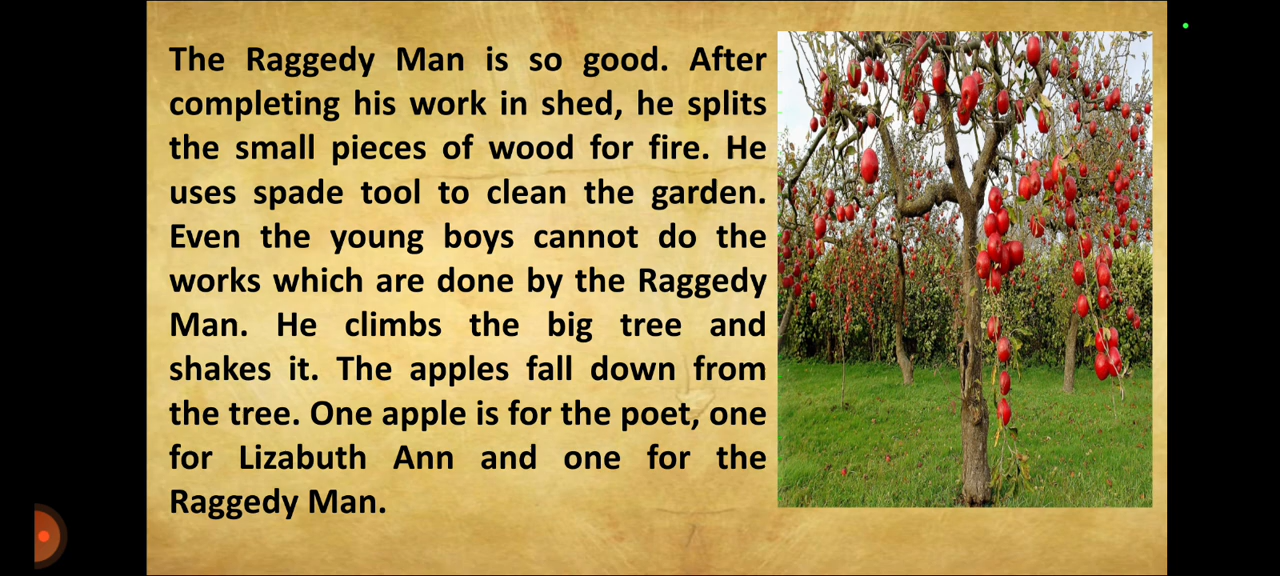 The Raggedy Man is so good. After
completing his work in shed, he splits
the small pieces of wood for fire. He
uses spade tool to clean the garden.
Even the young boys cannot do the
works which are done by the Raggedy
Man. He climbs the big tree and
shakes it. The apples fall down from
the tree. One apple is for the poet, one
for Lizabuth Ann and one for the
Raggedy Man.